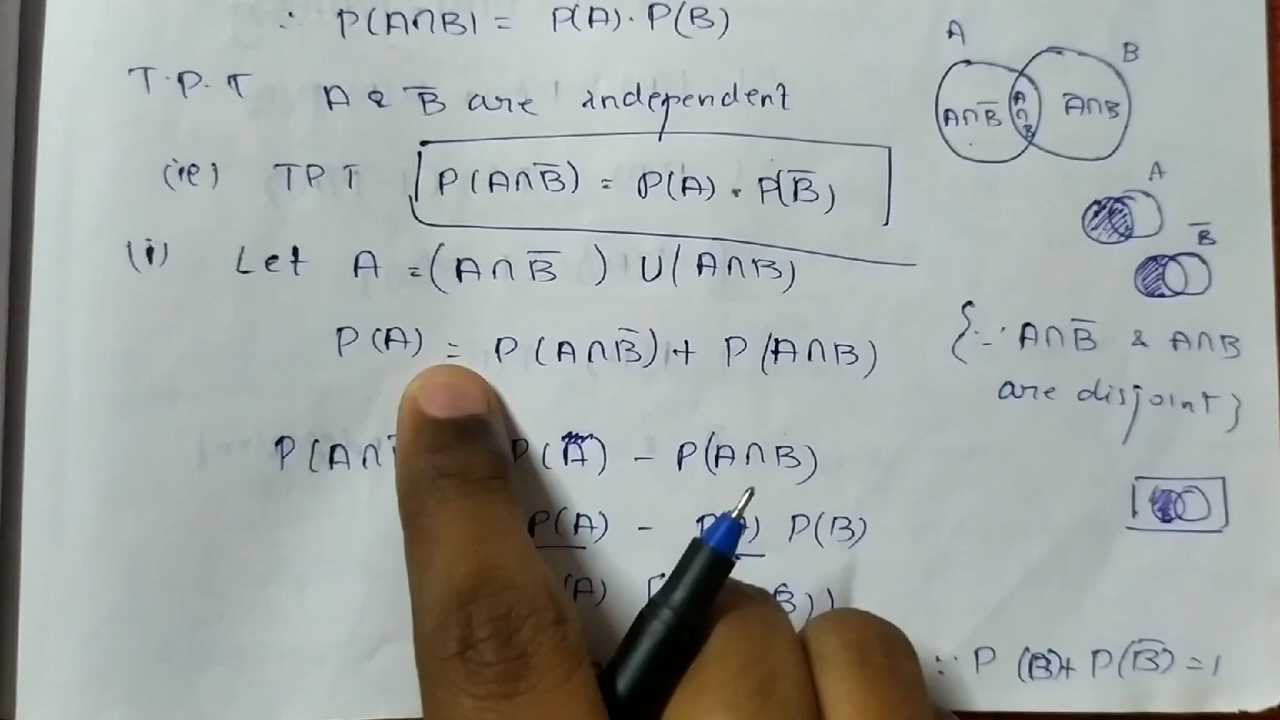 ∴ P(A∩B) = P(A)·P(B)
T.P.T A & B̅ are independent
(ie) TPT P(A∩B̅) = P(A) · P(B̅)
(i) Let A = (A∩B̅) U (A∩B)
P(A) = P(A∩B̅) + P(A∩B)
P(A∩ P(A) - P(A∩B)
P(A) - P(B)
(A)
A
B
A∩B̅
A∩B
A̅∩B
A
B̅
{∵ A∩B̅ & A∩B
are disjoint}
∵ P(B)+ P(B̅) = 1